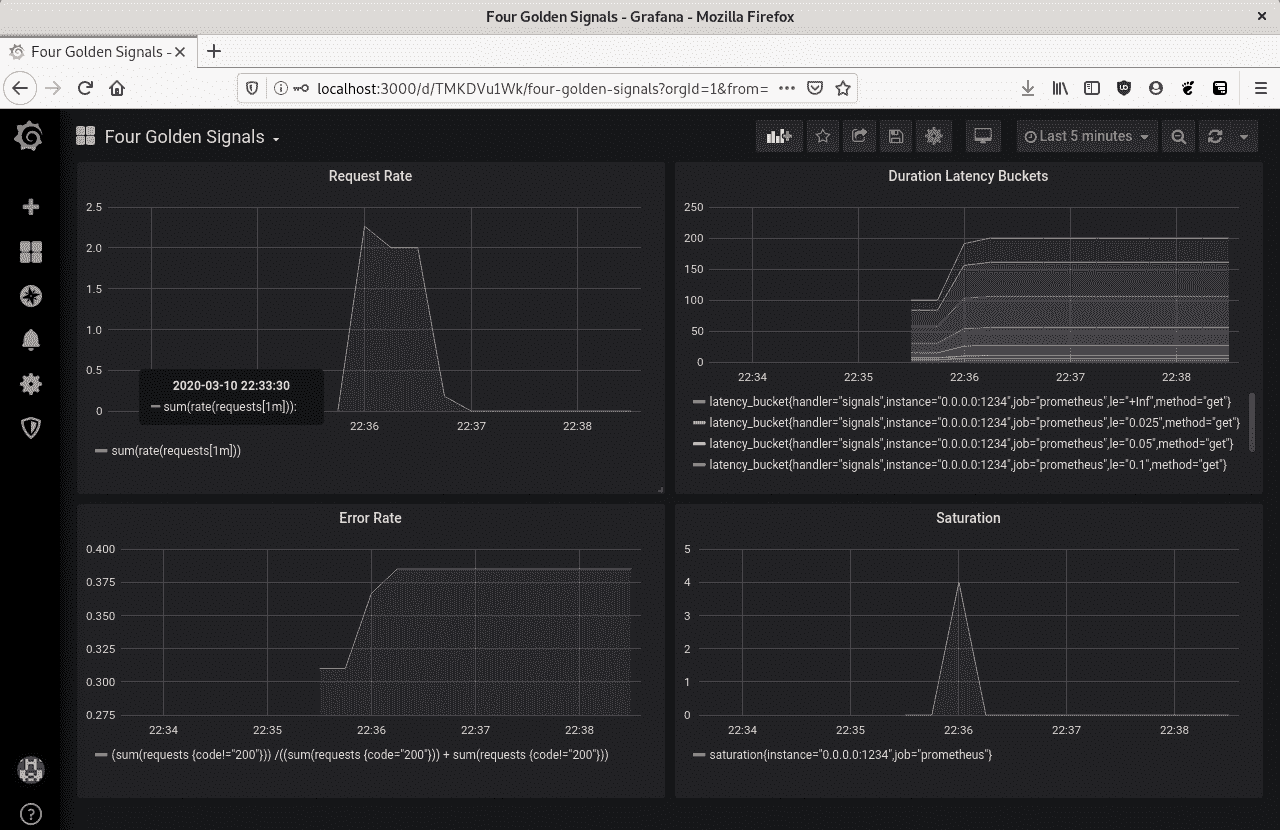 Four Golden Signals - Grafana - Mozilla Firefox
Four Golden Signals -
localhost:3000/d/TMKDVu1Wk/four-golden-signals?orgId=1&from=
Four Golden Signals
Last 5 minutes
Request Rate
2.5
2.0
1.5
1.0
0.5
0
2020-03-10 22:33:30
sum(rate(requests[1m])):
22:36
22:37
22:38
sum(rate(requests[1m]))
Duration Latency Buckets
250
200
150
100
50
0
22:34
22:35
22:36
22:37
22:38
latency_bucket{handler="signals",instance="0.0.0.0:1234",job="prometheus",le="+Inf",method="get"}
latency_bucket{handler="signals",instance="0.0.0.0:1234",job="prometheus",le="0.025",method="get"}
latency_bucket{handler="signals",instance="0.0.0.0:1234",job="prometheus",le="0.05",method="get"}
latency_bucket{handler="signals",instance="0.0.0.0:1234",job="prometheus",le="0.1",method="get"}
Error Rate
0.400
0.375
0.350
0.325
0.300
0.275
22:34
22:35
22:36
22:37
22:38
(sum(requests {code!="200"})) /((sum(requests {code="200"})) + sum(requests {code!="200"}))
Saturation
5
4
3
2
1
0
22:34
22:35
22:36
22:37
22:38
saturation{instance="0.0.0.0:1234",job="prometheus"}